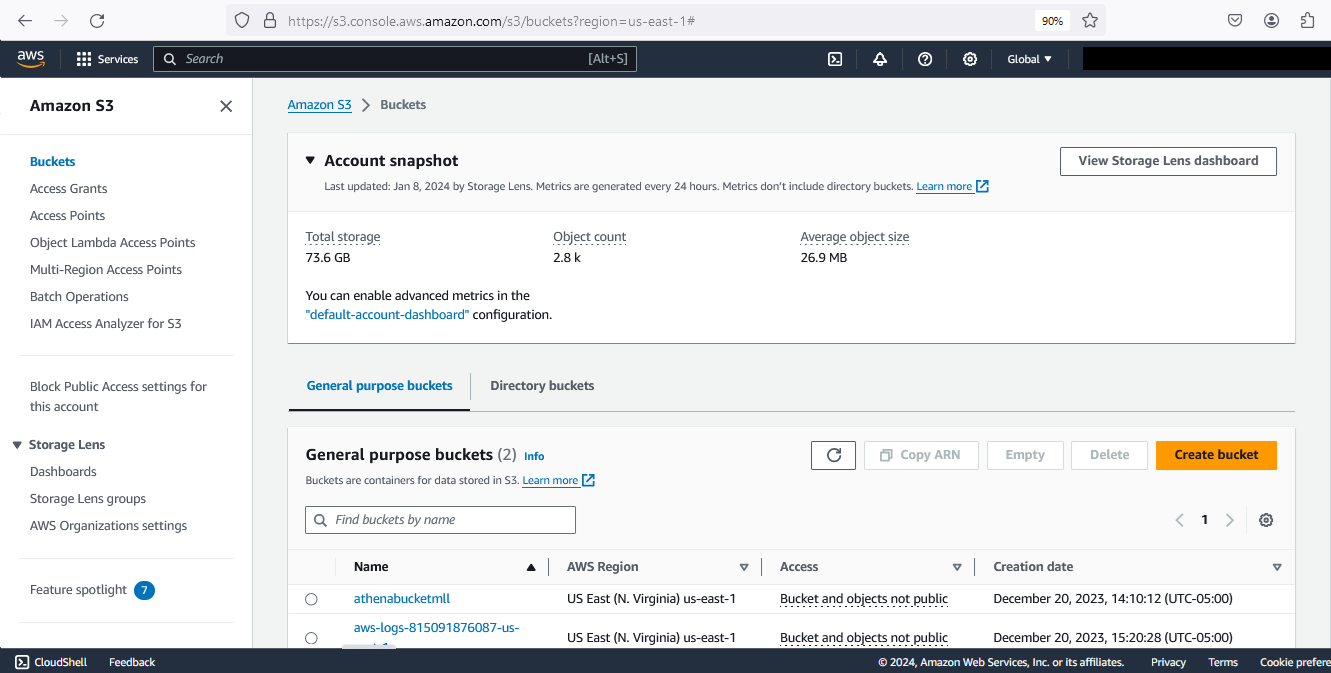 https://s3.console.aws.amazon.com/s3/buckets?region=us-east-1#
90%
aws
Services
Search
[Alt+S]
Global
Amazon S3
Buckets
Access Grants
Access Points
Object Lambda Access Points
Multi-Region Access Points
Batch Operations
IAM Access Analyzer for S3
Block Public Access settings for
this account
Storage Lens
Dashboards
Storage Lens groups
AWS Organizations settings
Feature spotlight 7
Amazon S3 > Buckets
Account snapshot
View Storage Lens dashboard
Last updated: Jan 8, 2024 by Storage Lens. Metrics are generated every 24 hours. Metrics don't include directory buckets. Learn more
Total storage
73.6 GB
Object count
2.8 k
Average object size
26.9 MB
You can enable advanced metrics in the
"default-account-dashboard" configuration.
General purpose buckets
Directory buckets
General purpose buckets (2) Info
Buckets are containers for data stored in S3. Learn more
Copy ARN
Empty
Delete
Create bucket
Find buckets by name
1
Name AWS Region Access Creation date
athenabucketmll US East (N. Virginia) us-east-1 Bucket and objects not public December 20, 2023, 14:10:12 (UTC-05:00)
aws-logs-815091876087-us-
US East (N. Virginia) us-east-1 Bucket and objects not public December 20, 2023, 15:20:28 (UTC-05:00)
CloudShell Feedback © 2024, Amazon Web Services, Inc. or its affiliates. Privacy Terms Cookie prefere